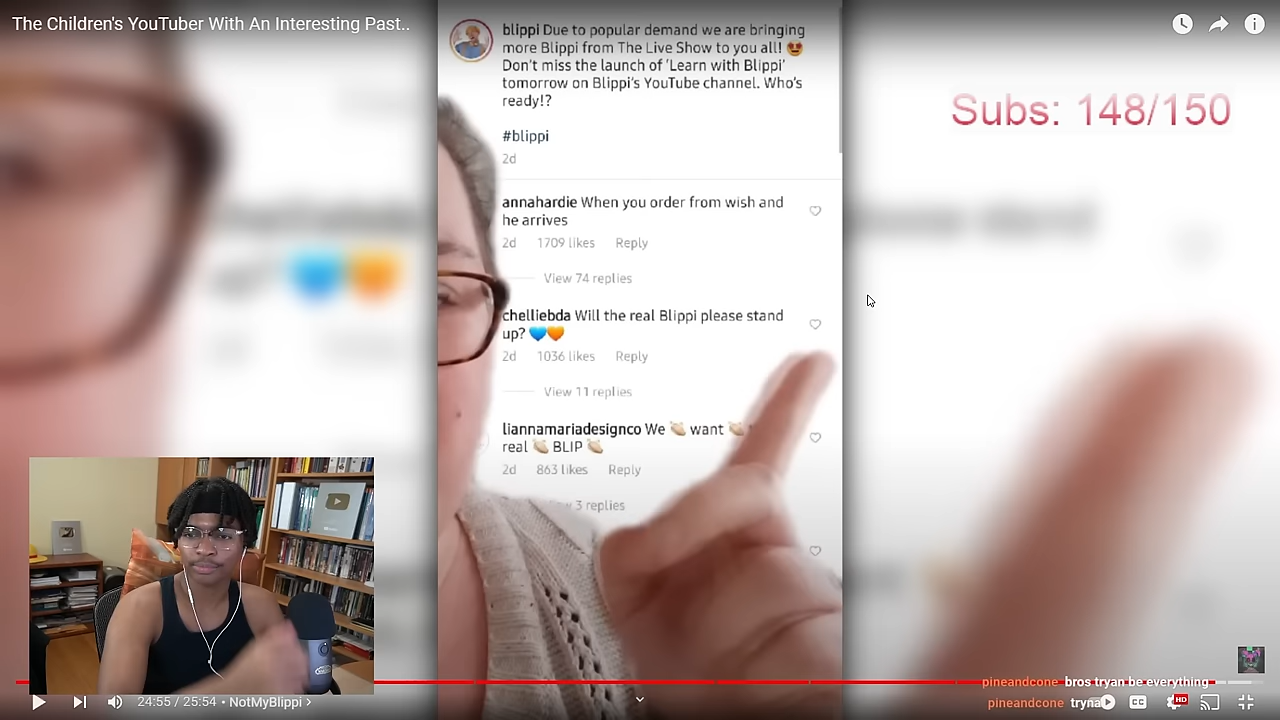 The Children's YouTuber With An Interesting Past..
Subs: 148/150
blippi Due to popular demand we are bringing
more Blippi from The Live Show to you all! 😍
Don't miss the launch of 'Learn with Blippi'
tomorrow on Blippi's YouTube channel. Who's
ready!?
#blippi
2d
annahardie When you order from wish and
he arrives
2d 1709 likes Reply
View 74 replies
chelliebda Will the real Blippi please stand
up? 💙🧡
2d 1036 likes Reply
View 11 replies
liannamariadesignco We 👏🏼 want 👏🏼
real 👏🏼 BLIP 👏🏼
2d 863 likes Reply
3 replies
pineandcone bros tryan be everything
pineandcone tryna
24:55 / 25:54 • NotMyBlippi
CC
HD